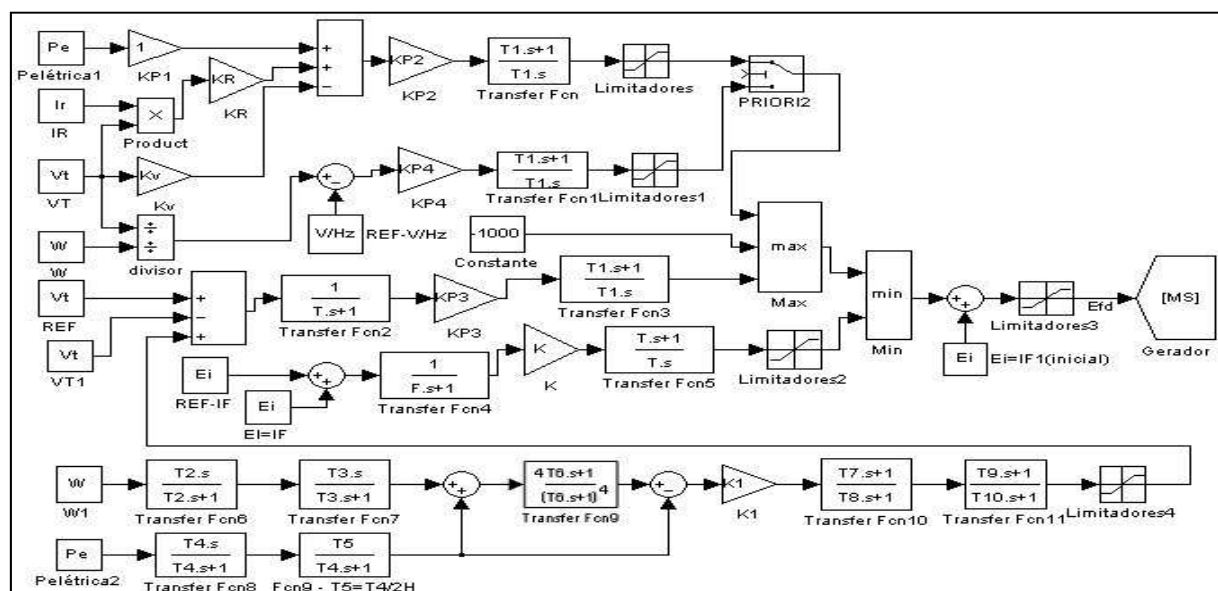 Pe
Pelétrica1
1
KP1
KR
KR
+
+
-
KP2
KP2
T1.s+1
T1.s
Transfer Fcn
Limitadores
PRIORI2
Ir
IR
×
Product
Vt
VT
Kv
Kv
÷
÷
divisor
W
W
+
-
V/Hz
REF-V/Hz
KP4
KP4
T1.s+1
T1.s
Transfer Fcn1
Limitadores1
-1000
Constante
max
Max
Vt
REF
Vt
VT1
+
-
+
1
T.s+1
Transfer Fcn2
KP3
KP3
T1.s+1
T1.s
Transfer Fcn3
min
Min
+
+
Ei
Ei=IF1(inicial)
Limitadores3
Efd
[MS]
Gerador
Ei
REF-IF
Ei
EI=IF
+
+
1
F.s+1
Transfer Fcn4
K
K
T.s+1
T.s
Transfer Fcn5
Limitadores2
W
W1
T2.s
T2.s+1
Transfer Fcn6
T3.s
T3.s+1
Transfer Fcn7
+
+
4T6.s+1
(T6.s+1)4
Transfer Fcn9
+
-
K1
K1
T7.s+1
T8.s+1
Transfer Fcn10
T9.s+1
T10.s+1
Transfer Fcn11
Limitadores4
Pe
Pelétrica2
T4.s
T4.s+1
Transfer Fcn8
T5
T4.s+1
Fcn9 - T5=T4/2H